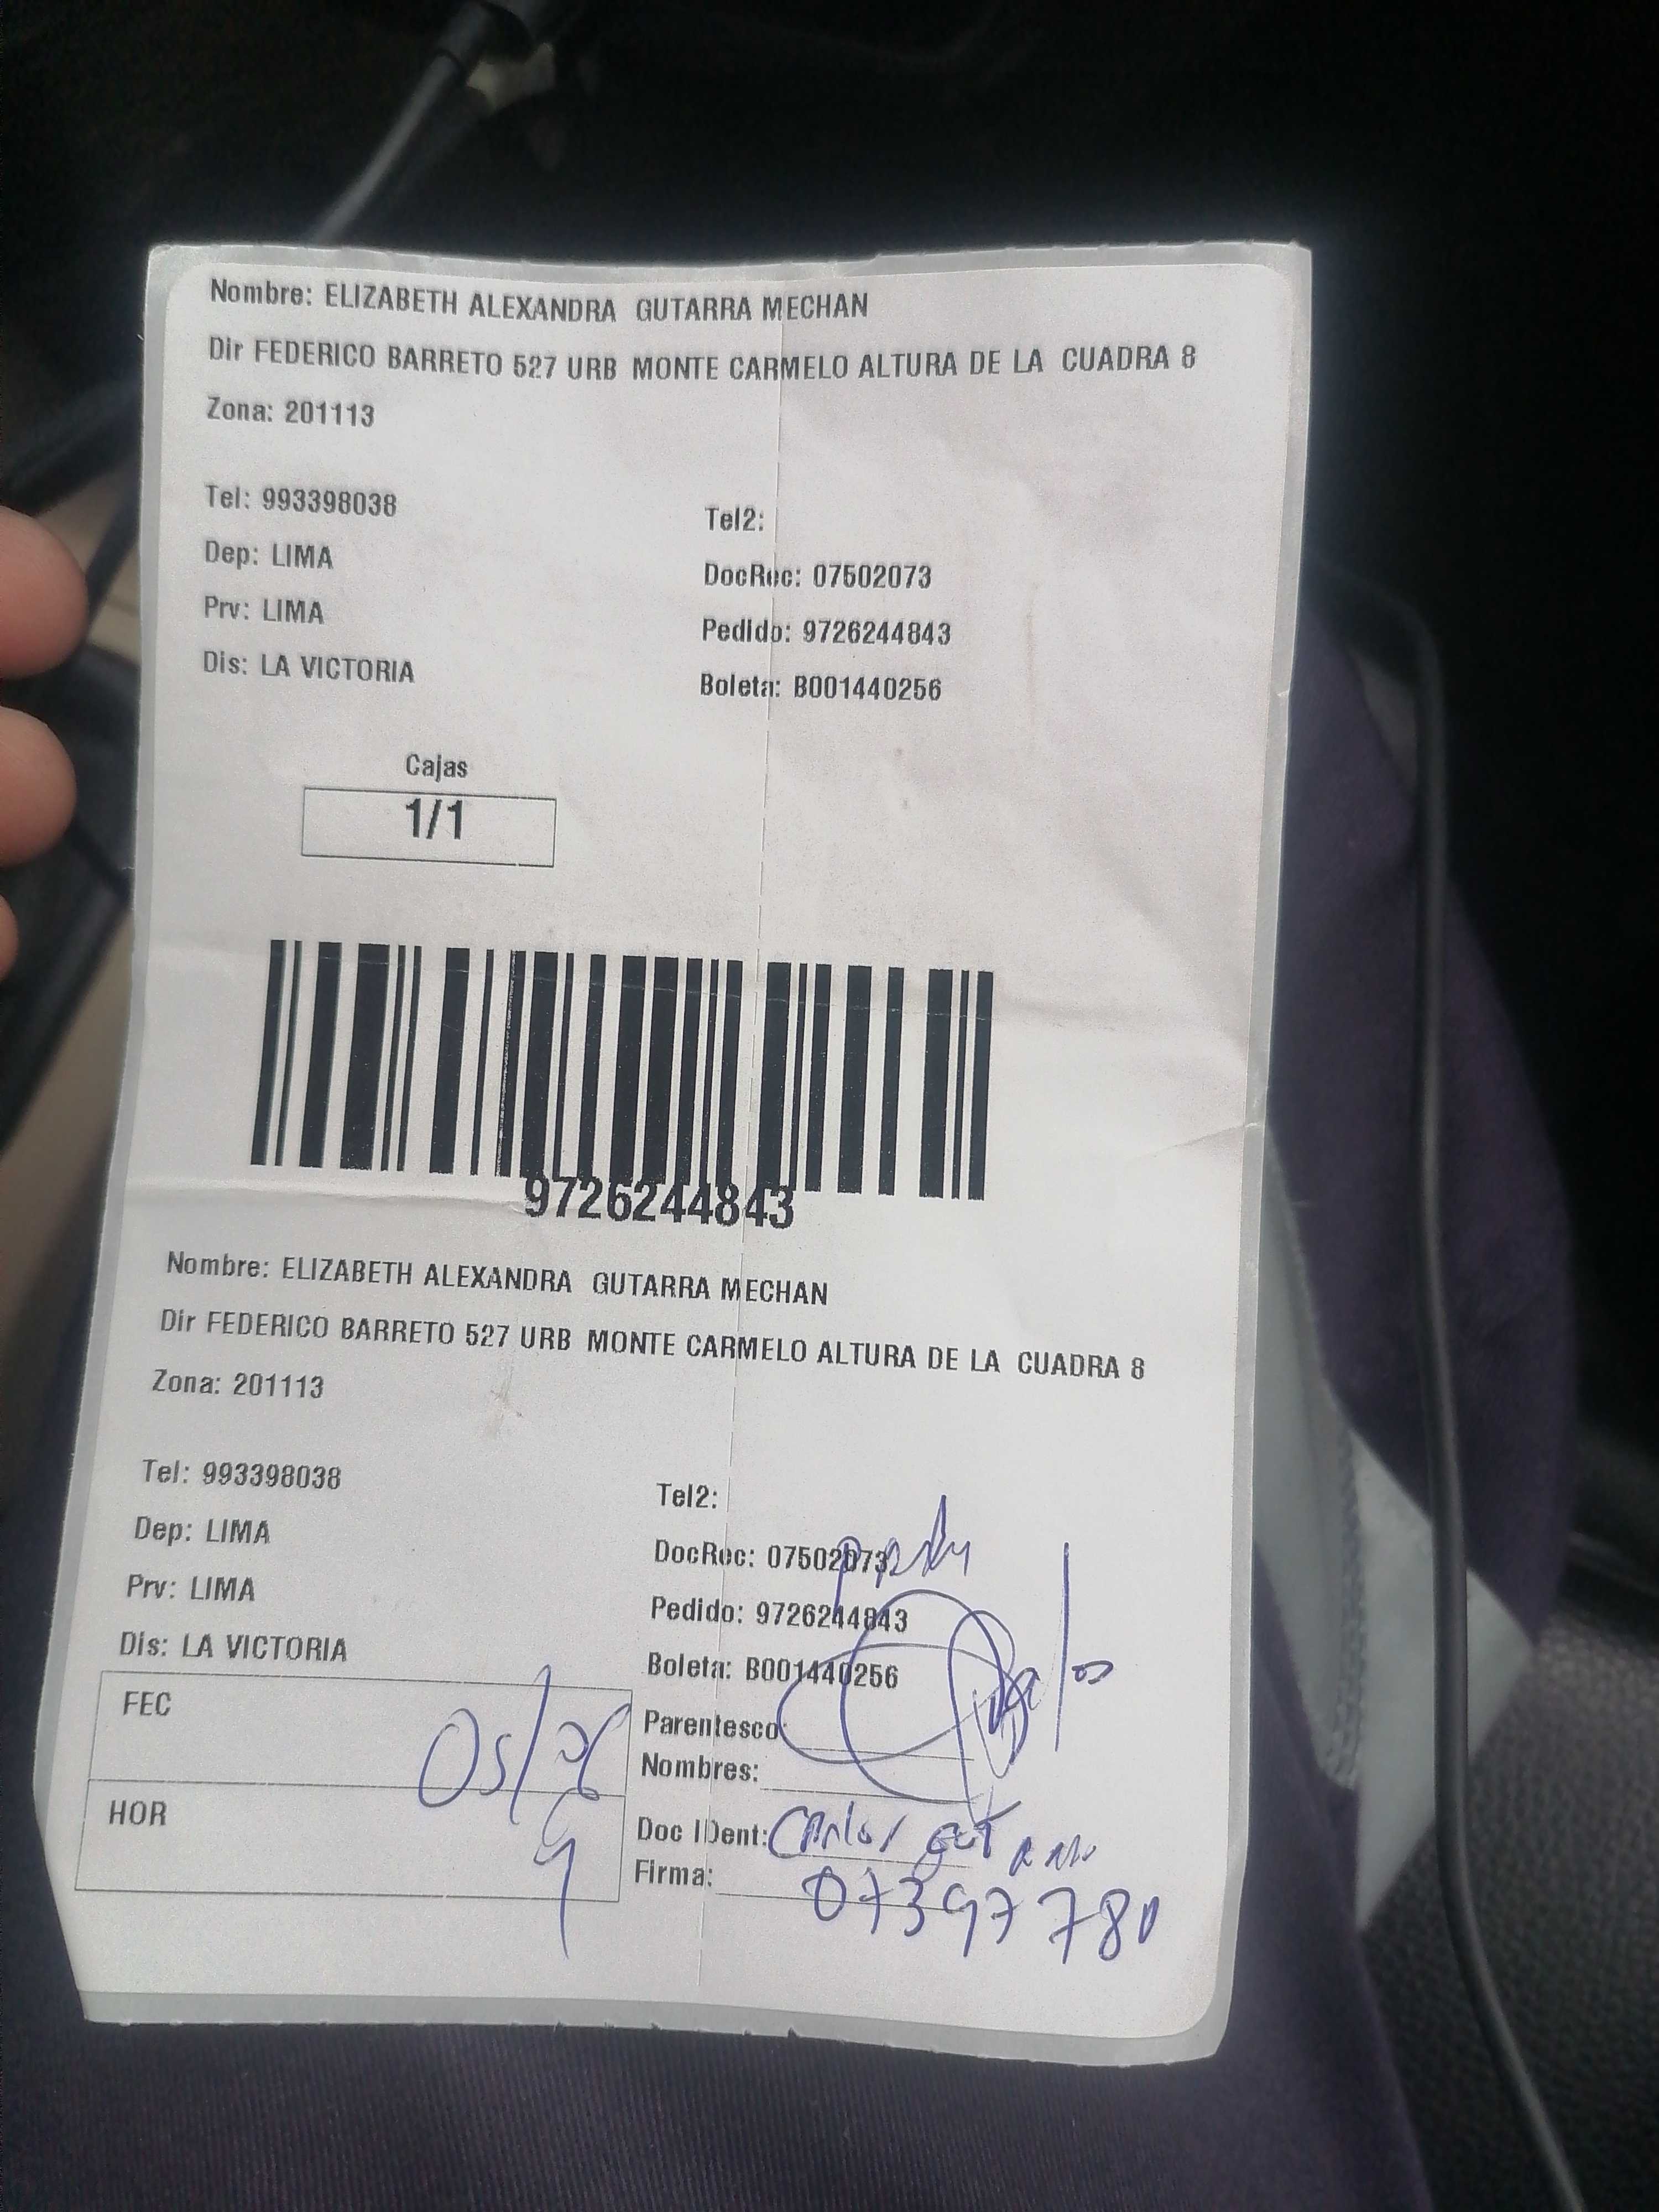 Nombre: ELIZABETH ALEXANDRA GUTARRA MECHAN
Dir FEDERICO BARRETO 527 URB MONTE CARMELO ALTURA DE LA CUADRA 8
Zona: 201113
Tel: 993398038
Tel2:
Dep: LIMA
DocRec: 07502073
Prv: LIMA
Pedido: 9726244843
Dis: LA VICTORIA
Boleta: B001440256
Cajas
1/1
9726244843
Nombre: ELIZABETH ALEXANDRA GUTARRA MECHAN
Dir FEDERICO BARRETO 527 URB MONTE CARMELO ALTURA DE LA CUADRA 8
Zona: 201113
Tel: 993398038
Tel2:
Dep: LIMA
DocRec: 07502073
Prv: LIMA
Pedido: 9726244843
Dis: LA VICTORIA
Boleta: B001440256
FEC
Parentesco
Nombres:
HOR
Doc IDent: Carlos
Firma: 07397780